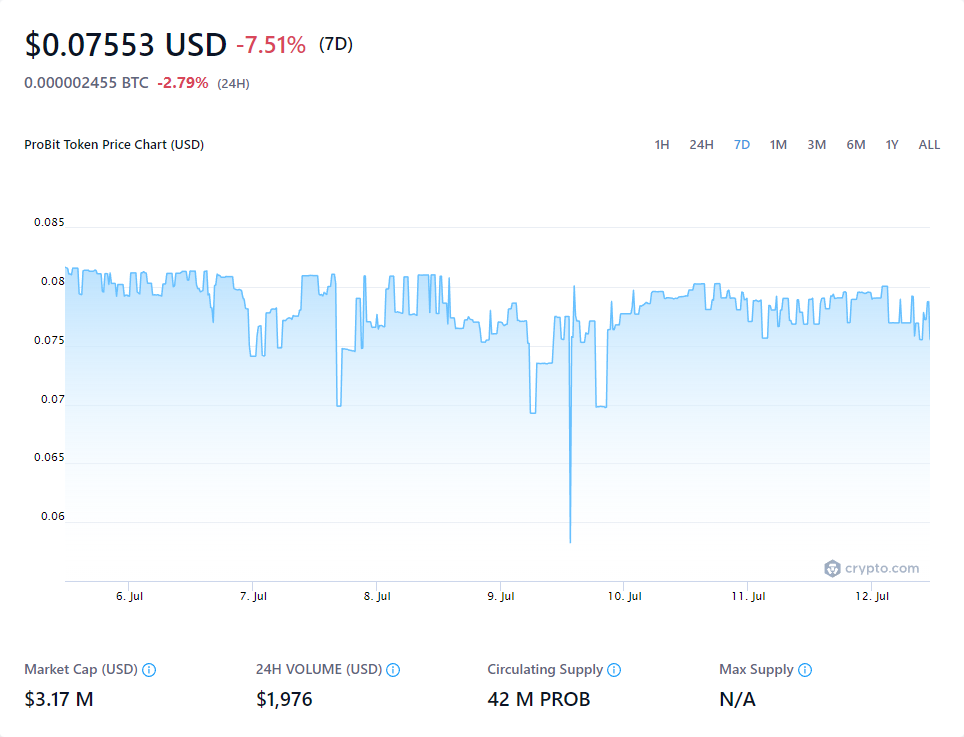 $0.07553 USD -7.51% (7D)
0.000002455 BTC -2.79% (24H)
ProBit Token Price Chart (USD) 1H 24H 7D 1M 3M 6M 1Y ALL
0.085
0.08
0.075
0.07
0.065
0.06
crypto.com
6. Jul 7. Jul 8. Jul 9. Jul 10. Jul 11. Jul 12. Jul
Market Cap (USD) 24H VOLUME (USD) Circulating Supply Max Supply
$3.17 M $1,976 42 M PROB N/A